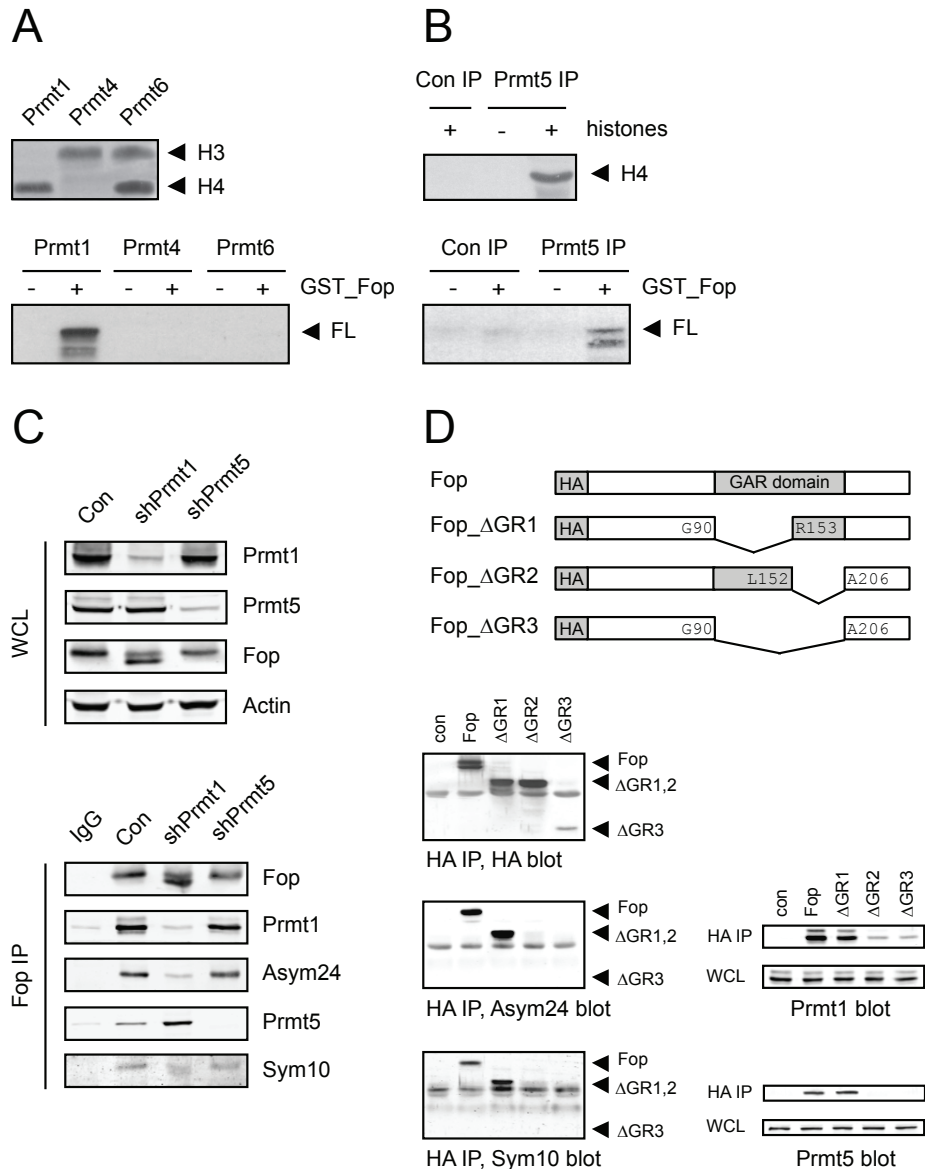 A
Prmt1 Prmt4 Prmt6
H3
H4
Prmt1 Prmt4 Prmt6
- + - + - + GST_Fop
FL
B
Con IP Prmt5 IP
+ - + histones
H4
Con IP Prmt5 IP
- + - + GST_Fop
FL
C
Con shPrmt1 shPrmt5
WCL
Prmt1
Prmt5
Fop
Actin
IgG Con shPrmt1 shPrmt5
Fop IP
Fop
Prmt1
Asym24
Prmt5
Sym10
D
Fop HA GAR domain
Fop_ΔGR1 HA G90 R153
Fop_ΔGR2 HA L152 A206
Fop_ΔGR3 HA G90 A206
con Fop ΔGR1 ΔGR2 ΔGR3
Fop
ΔGR1,2
ΔGR3
HA IP, HA blot
Fop
ΔGR1,2
ΔGR3
HA IP, Asym24 blot
Fop
ΔGR1,2
ΔGR3
HA IP, Sym10 blot
con Fop ΔGR1 ΔGR2 ΔGR3
HA IP
WCL
Prmt1 blot
HA IP
WCL
Prmt5 blot